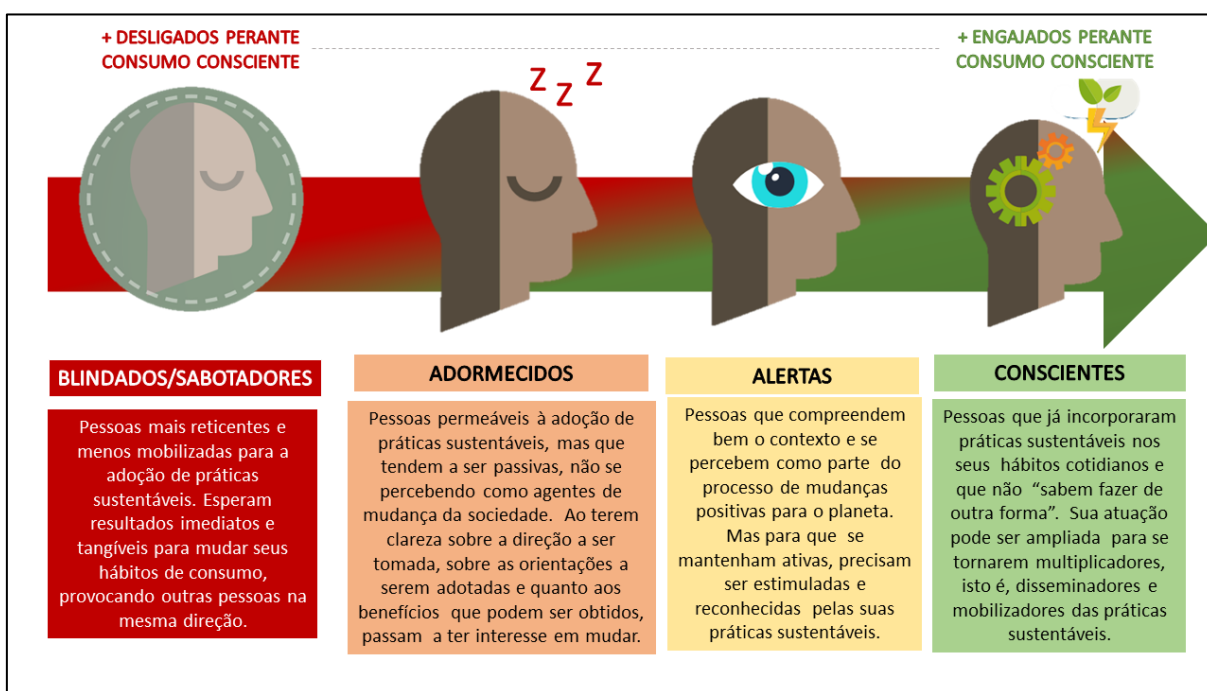 + DESLIGADOS PERANTE
CONSUMO CONSCIENTE
+ ENGAJADOS PERANTE
CONSUMO CONSCIENTE
Z Z Z
BLINDADOS/SABOTADORES
Pessoas mais reticentes e
menos mobilizadas para a
adoção de práticas
sustentáveis. Esperam
resultados imediatos e
tangíveis para mudar seus
hábitos de consumo,
provocando outras pessoas na
mesma direção.
ADORMECIDOS
Pessoas permeáveis à adoção de
práticas sustentáveis, mas que
tendem a ser passivas, não se
percebendo como agentes de
mudança da sociedade. Ao terem
clareza sobre a direção a ser
tomada, sobre as orientações a
serem adotadas e quanto aos
benefícios que podem ser obtidos,
passam a ter interesse em mudar.
ALERTAS
Pessoas que compreendem
bem o contexto e se
percebem como parte do
processo de mudanças
positivas para o planeta.
Mas para que se
mantenham ativas, precisam
ser estimuladas e
reconhecidas pelas suas
práticas sustentáveis.
CONSCIENTES
Pessoas que já incorporaram
práticas sustentáveis nos
seus hábitos cotidianos e
que não “sabem fazer de
outra forma”. Sua atuação
pode ser ampliada para se
tornarem multiplicadores,
isto é, disseminadores e
mobilizadores das práticas
sustentáveis.